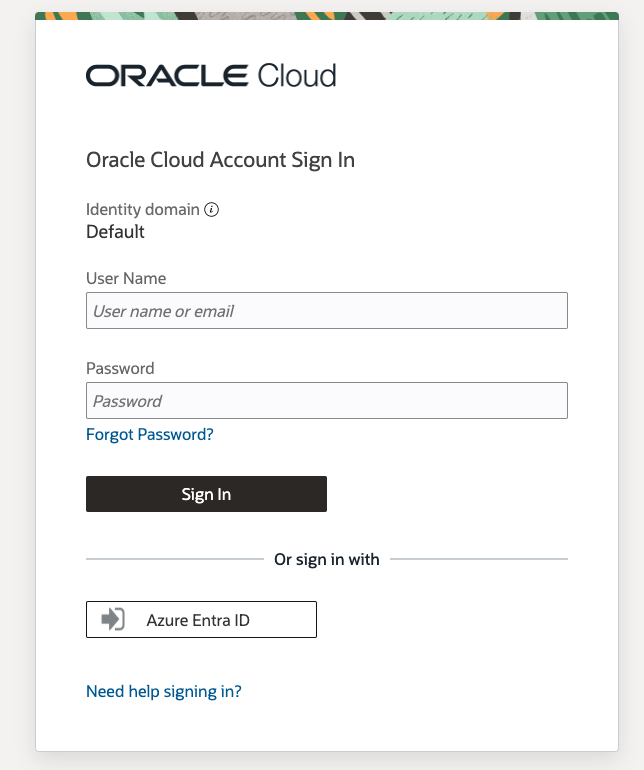 ORACLE Cloud
Oracle Cloud Account Sign In
Identity domain
Default
User Name
User name or email
Password
Password
Forgot Password?
Sign In
Or sign in with
Azure Entra ID
Need help signing in?